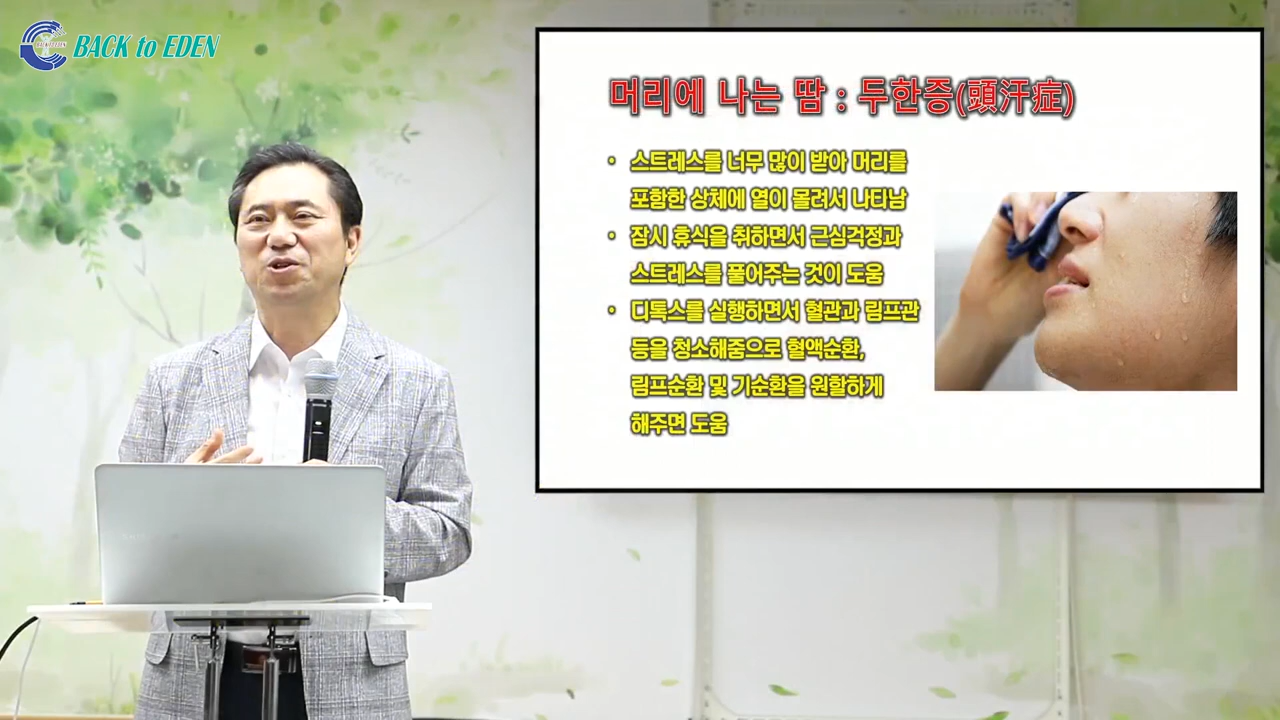 BACK to EDEN
머리에 나는 땀 : 두한증(頭汗症)
• 스트레스를 너무 많이 받아 머리를
포함한 상체에 열이 몰려서 나타남
• 잠시 휴식을 취하면서 근심걱정과
스트레스를 풀어주는 것이 도움
• 디톡스를 실행하면서 혈관과 림프관
등을 청소해줌으로 혈액순환,
림프순환 및 기순환을 원할하게
해주면 도움